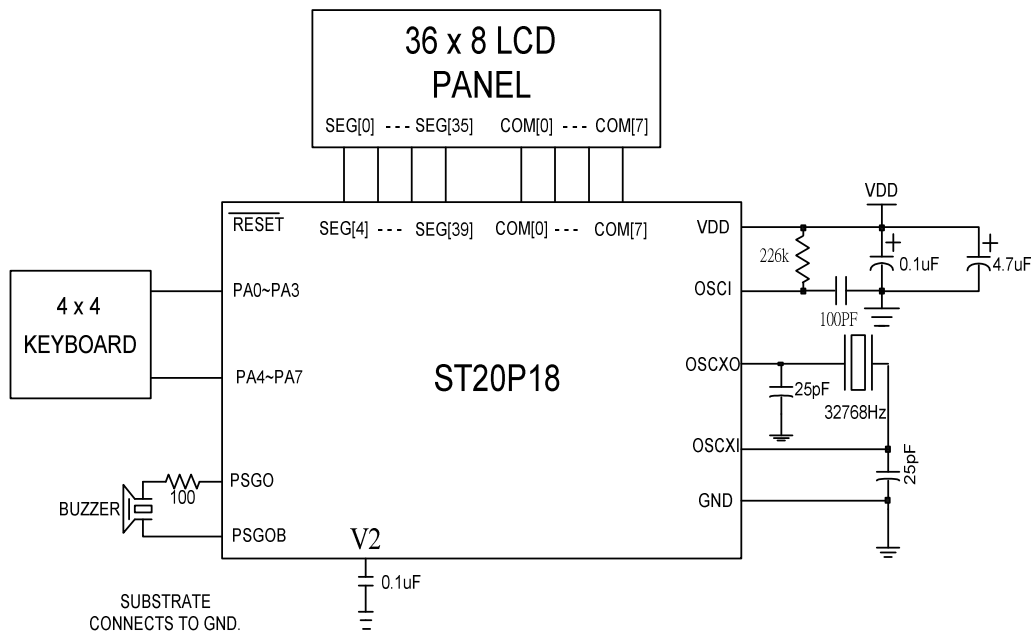 36 x 8 LCD
PANEL
SEG[0] --- SEG[35] COM[0] --- COM[7]
RESET SEG[4] --- SEG[39] COM[0] --- COM[7] VDD
VDD
226k
+
0.1uF
+
4.7uF
4 x 4
KEYBOARD
PA0~PA3
OSCI
100PF
PA4~PA7
ST20P18
OSCXO
25pF
32768Hz
OSCXI
25pF
PSGO
100
BUZZER
PSGOB
GND
V2
0.1uF
SUBSTRATE
CONNECTS TO GND.